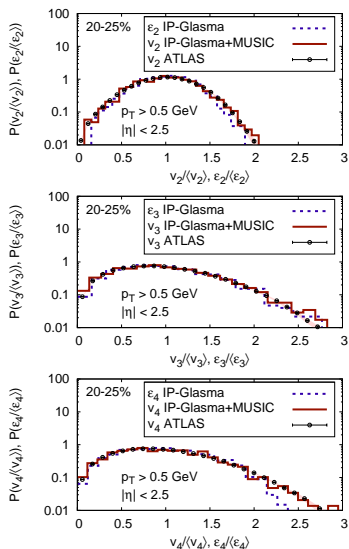 P(v2/⟨v2⟩), P(ε2/⟨ε2⟩)
10
1
0.1
0.01
20-25%
ε2 IP-Glasma
v2 IP-Glasma+MUSIC
v2 ATLAS
pT > 0.5 GeV
|η| < 2.5
0 0.5 1 1.5 2 2.5 3
v2/⟨v2⟩, ε2/⟨ε2⟩
P(v3/⟨v3⟩), P(ε3/⟨ε3⟩)
10
1
0.1
0.01
20-25%
ε3 IP-Glasma
v3 IP-Glasma+MUSIC
v3 ATLAS
pT > 0.5 GeV
|η| < 2.5
0 0.5 1 1.5 2 2.5 3
v3/⟨v3⟩, ε3/⟨ε3⟩
P(v4/⟨v4⟩), P(ε4/⟨ε4⟩)
10
1
0.1
0.01
20-25%
ε4 IP-Glasma
v4 IP-Glasma+MUSIC
v4 ATLAS
pT > 0.5 GeV
|η| < 2.5
0 0.5 1 1.5 2 2.5 3
v4/⟨v4⟩, ε4/⟨ε4⟩